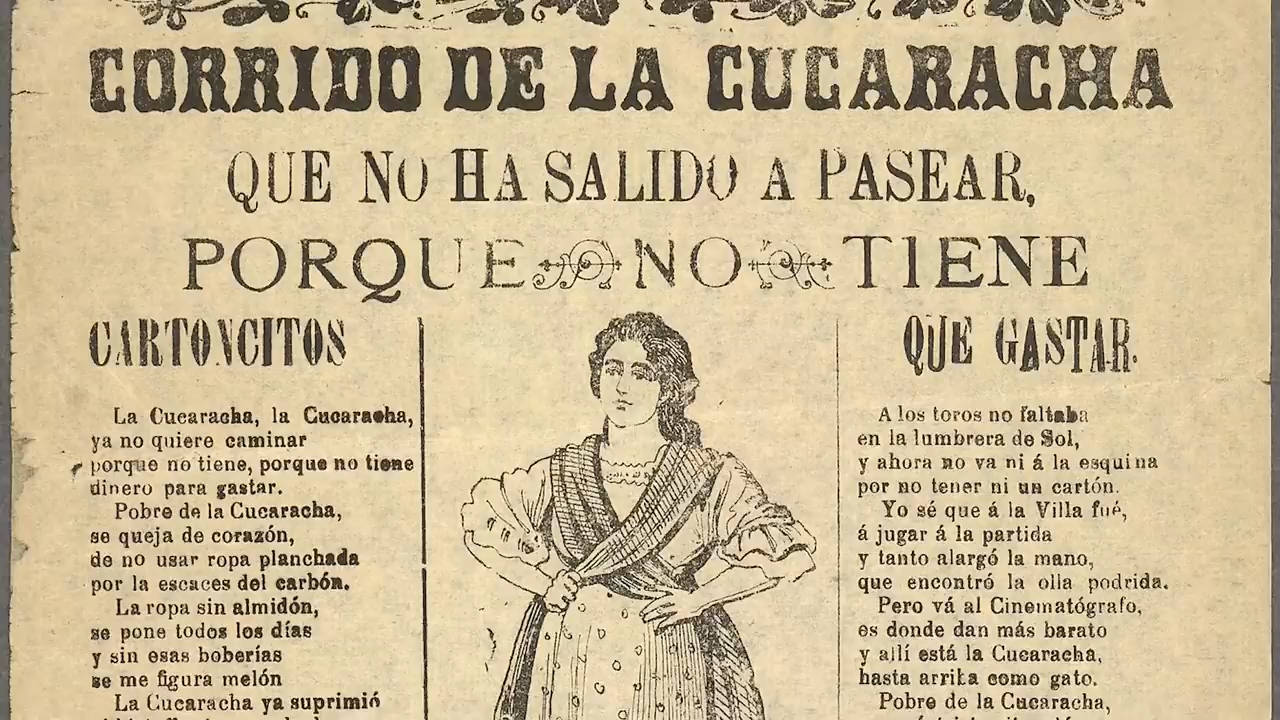 CORRIDO DE LA CUCARACHA
QUE NO HA SALIDO A PASEAR,
PORQUE NO TIENE
CARTONCITOS
La Cucaracha, la Cucaracha,
ya no quiere caminar
porque no tiene, porque no tiene
dinero para gastar.
Pobre de la Cucaracha,
se queja de corazón,
de no usar ropa planchada
por la escaces del carbón.
La ropa sin almidón,
se pone todos los días
y sin esas boberías
se me figura melón
La Cucaracha ya suprimió
QUE GASTAR.
A los toros no faltaba
en la lumbrera de Sol,
y ahora no va ni á la esquina
por no tener ni un cartón.
Yo sé que á la Villa fué,
á jugar á la partida
y tanto alargó la mano,
que encontró la olla podrida.
Pero vá al Cinematógrafo,
es donde dan más barato
y allí está la Cucaracha,
hasta arrita como gato.
Pobre de la Cucaracha,